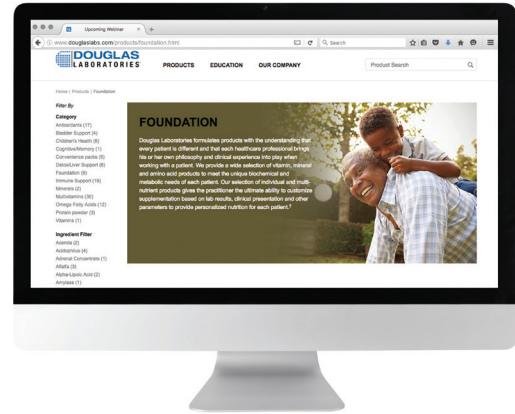 Upcoming Webinar
www.douglaslabs.com/products/foundation.html
Search
DOUGLAS
LABORATORIES
PRODUCTS EDUCATION OUR COMPANY
Product Search
Home | Products | Foundation
Filter By
Category
Antioxidants (17)
Bladder Support (4)
Children's Health (6)
Cognitive/Memory (1)
Convenience packs (5)
Detox/Liver Support (8)
Immune Support (19)
Minerals (2)
Multivitamins (30)
Omega Fatty Acids (12)
Protein powder (3)
Vitamins (1)
Ingredient Filter
Acerola (2)
Acidophilus (4)
Adrenal Concentrate (1)
Alfalfa (3)
Alpha-Lipoic Acid (2)
Amylase (1)
FOUNDATION
Douglas Laboratories formulates products with the understanding that
every patient is different and that each healthcare professional brings
his or her own philosophy and clinical experience into play when
working with a patient. We provide a wide selection of vitamin, mineral
and amino acid products to meet the unique biochemical and
metabolic needs of each patient. Our selection of individual and multi-
nutrient products gives the practitioner the ultimate ability to customize
supplementation based on lab results, clinical presentation and other
parameters to provide personalized nutrition for each patient.